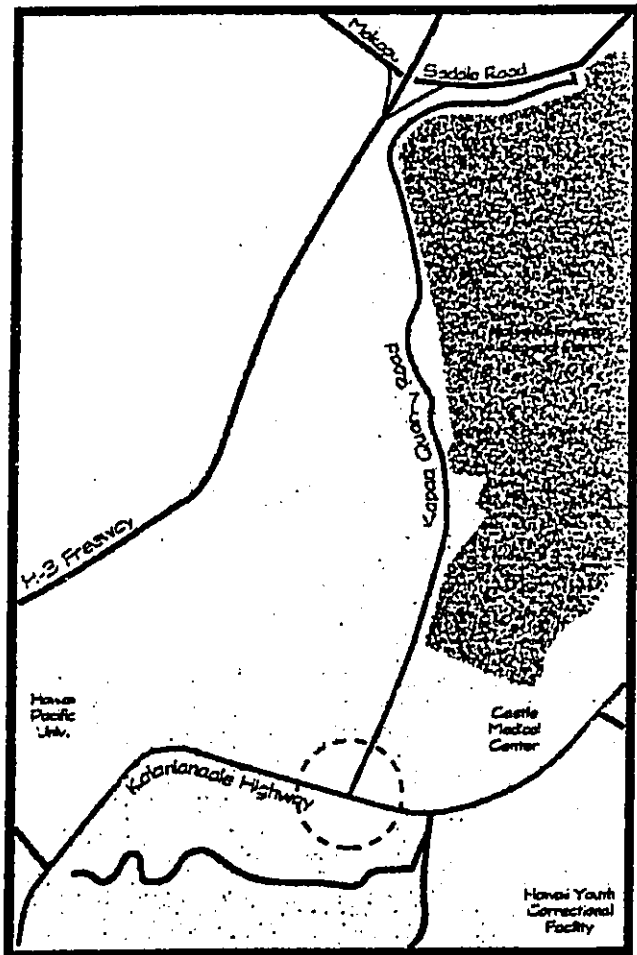 Mokapu
Saddle Road
Kapaa Quarry Road
H-3 Freeway
Hawaii
Pacific
Univ.
Castle
Medical
Center
Kalanianaole Highway
Hawaii Youth
Correctional
Facility